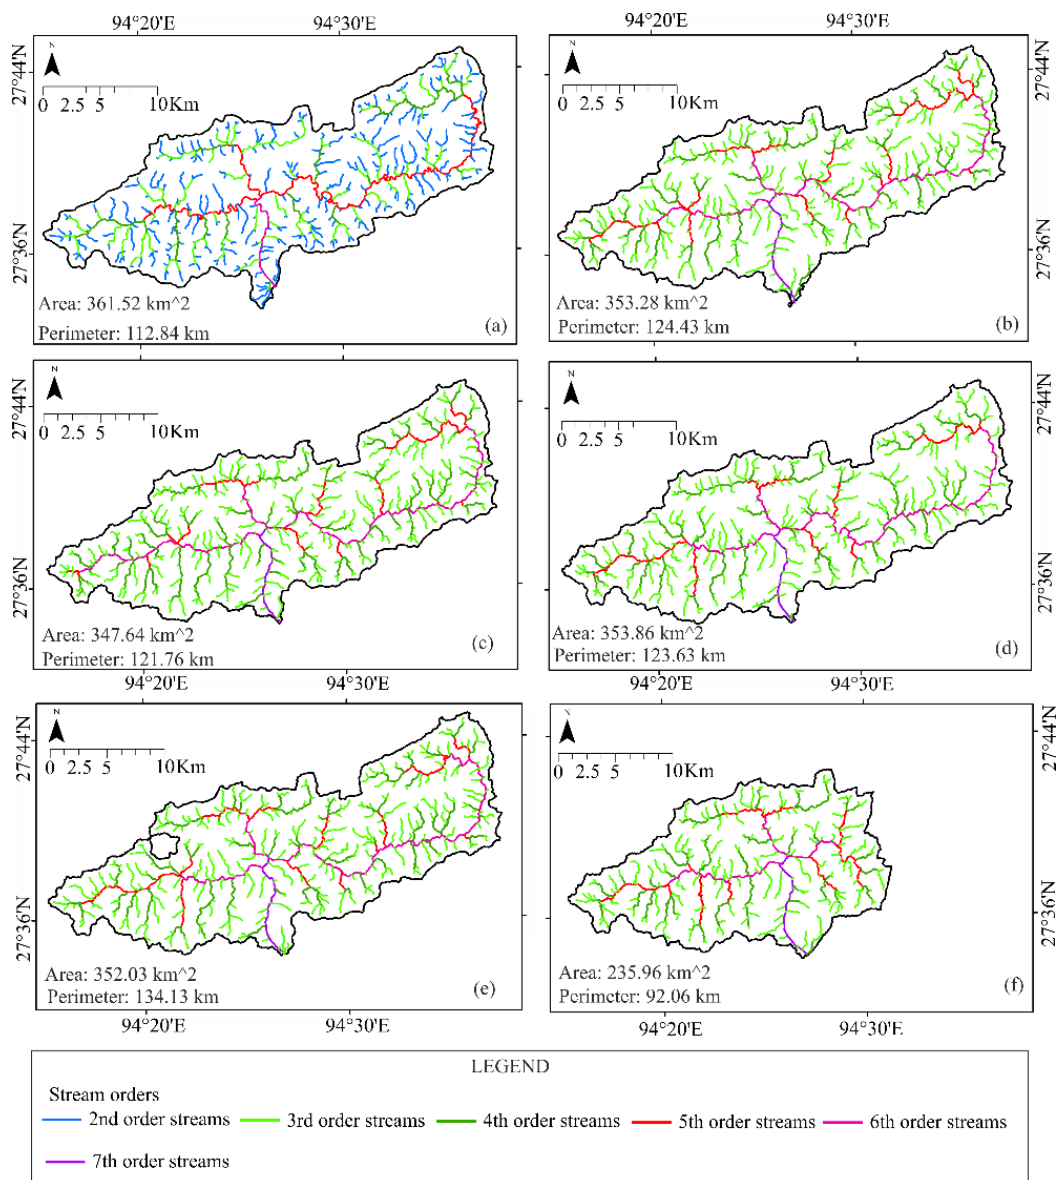 94°20'E 94°30'E 94°20'E 94°30'E
27°44'N
27°36'N
N
0 2.5 5 10Km
Area: 361.52 km^2
Perimeter: 112.84 km
(a)
N
0 2.5 5 10Km
Area: 353.28 km^2
Perimeter: 124.43 km
(b)
27°44'N
27°36'N
94°20'E 94°30'E 94°20'E 94°30'E
27°44'N
27°36'N
N
0 2.5 5 10Km
Area: 347.64 km^2
Perimeter: 121.76 km
(c)
N
0 2.5 5 10Km
Area: 353.86 km^2
Perimeter: 123.63 km
(d)
27°44'N
27°36'N
94°20'E 94°30'E 94°20'E 94°30'E
27°44'N
27°36'N
N
0 2.5 5 10Km
Area: 352.03 km^2
Perimeter: 134.13 km
(e)
N
0 2.5 5 10Km
Area: 235.96 km^2
Perimeter: 92.06 km
(f)
27°44'N
27°36'N
94°20'E 94°30'E 94°20'E 94°30'E
LEGEND
Stream orders
2nd order streams 3rd order streams 4th order streams 5th order streams 6th order streams
7th order streams